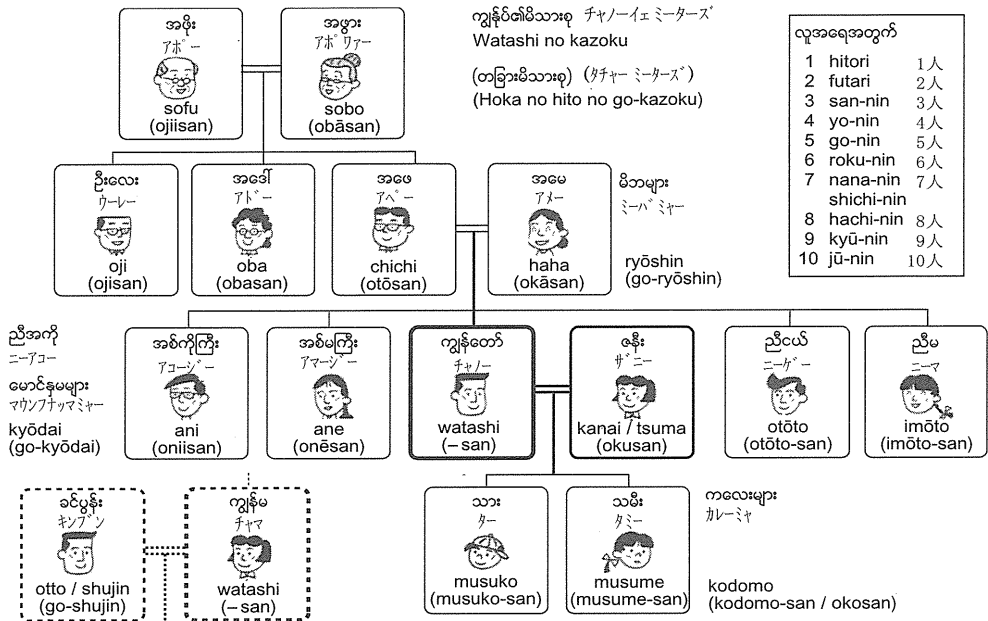 အဖိုး
アポー
sofu
(ojiisan)
အဖွား
アポワァー
sobo
(obāsan)
ကျွန်ုပ်၏မိသားစု チャノーイェ ミーターズ
Watashi no kazoku
(တခြားမိသားစု) (タチャー ミーターズ)
(Hoka no hito no go-kazoku)
လူအရေအတွက်
1 hitori 1人
2 futari 2人
3 san-nin 3人
4 yo-nin 4人
5 go-nin 5人
6 roku-nin 6人
7 nana-nin 7人
shichi-nin
8 hachi-nin 8人
9 kyū-nin 9人
10 jū-nin 10人
ဦးလေး
ウーレー
oji
(ojisan)
အဒေါ်
アドー
oba
(obasan)
အဖေ
アペー
chichi
(otōsan)
အမေ
アメー
haha
(okāsan)
မိဘများ
ミーバミャー
ryōshin
(go-ryōshin)
ညီအကို
ニーアコー
မောင်နှမများ
マウンフナッマミャー
kyōdai
(go-kyōdai)
အစ်ကိုကြီး
アコージー
ani
(oniisan)
အစ်မကြီး
アマージー
ane
(onēsan)
ကျွန်တော်
チャノー
watashi
(–san)
ဇနီး
ザニー
kanai / tsuma
(okusan)
ညီငယ်
ニーゲー
otōto
(otōto-san)
ညီမ
ニーマ
imōto
(imōto-san)
ခင်ပွန်း
キンプン
otto / shujin
(go-shujin)
ကျွန်မ
チャマ
watashi
(–san)
သား
ター
musuko
(musuko-san)
သမီး
タミー
musume
(musume-san)
ကလေးများ
カレーミャ
kodomo
(kodomo-san / okosan)